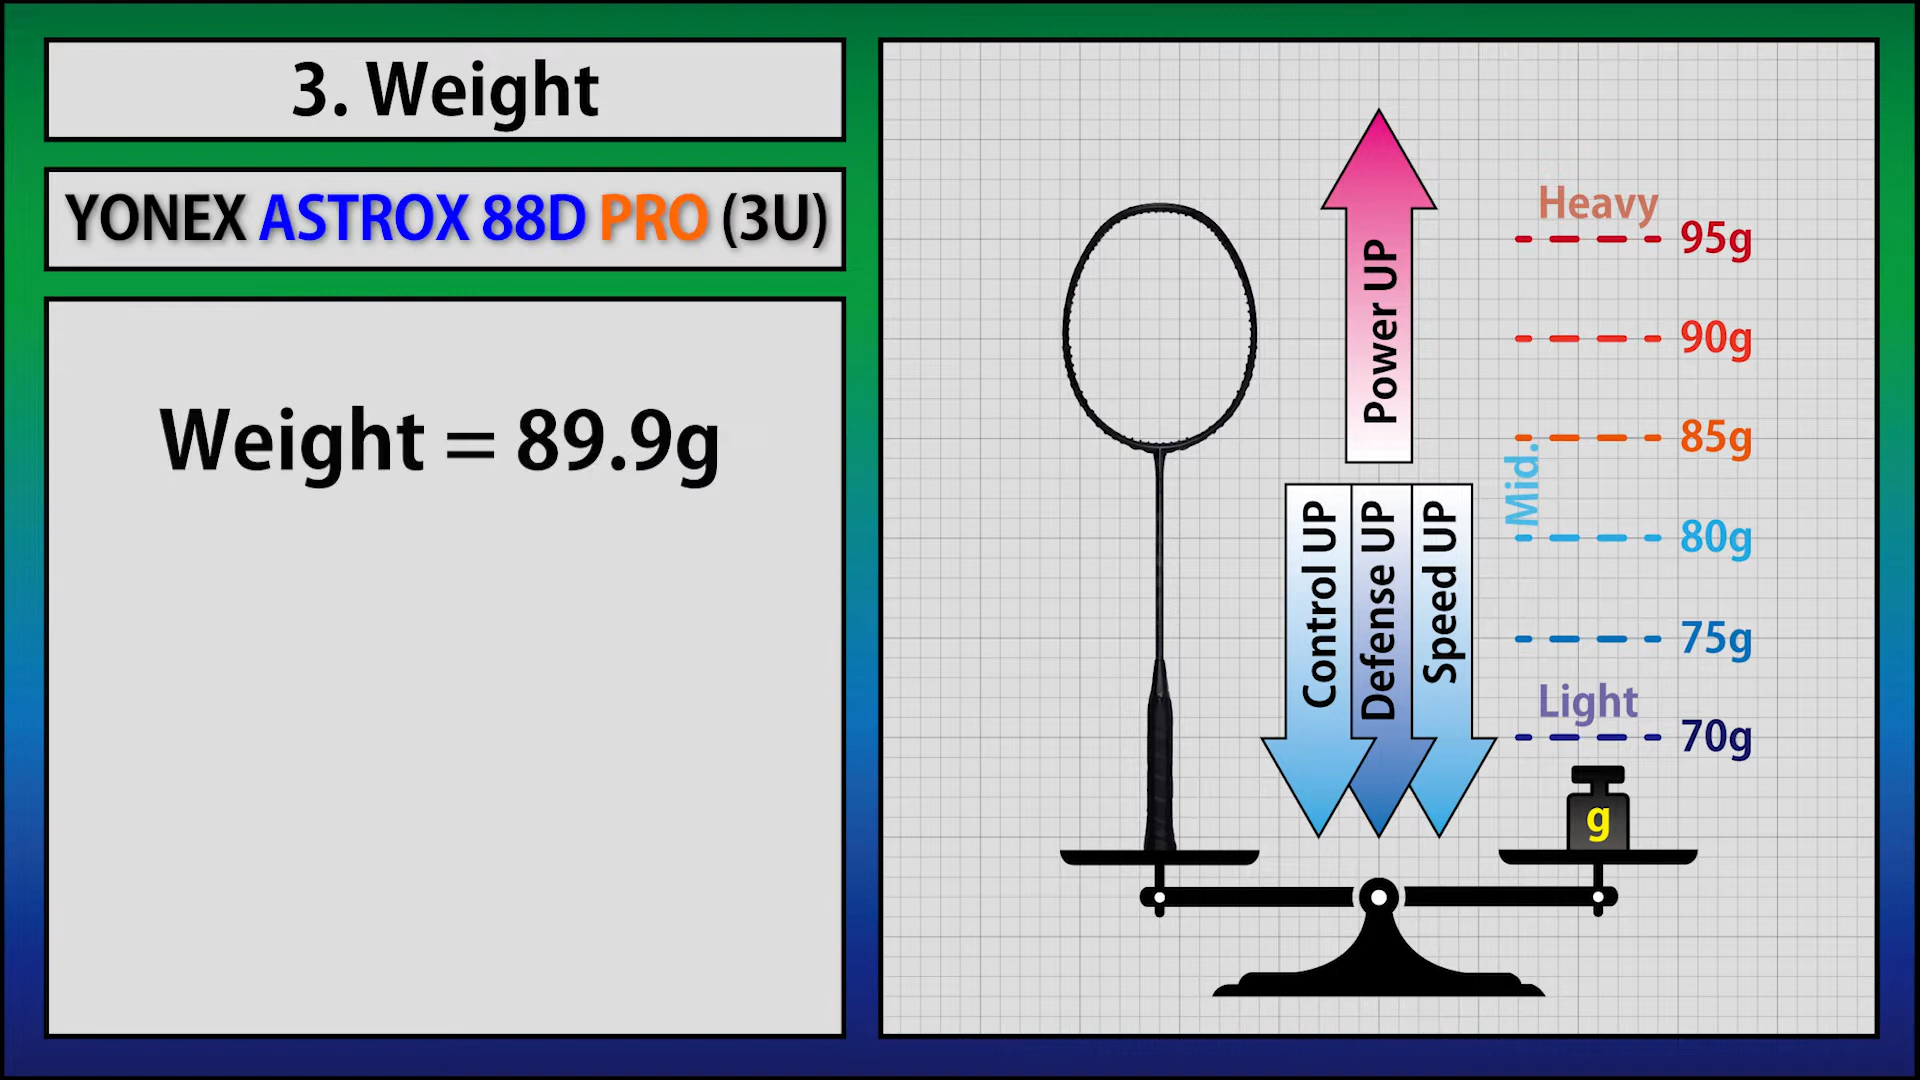 3. Weight
YONEX ASTROX 88D PRO (3U)
Weight = 89.9g
Power UP
Control UP
Defense UP
Speed UP
Heavy
95g
90g
85g
Mid.
80g
75g
Light
70g
g